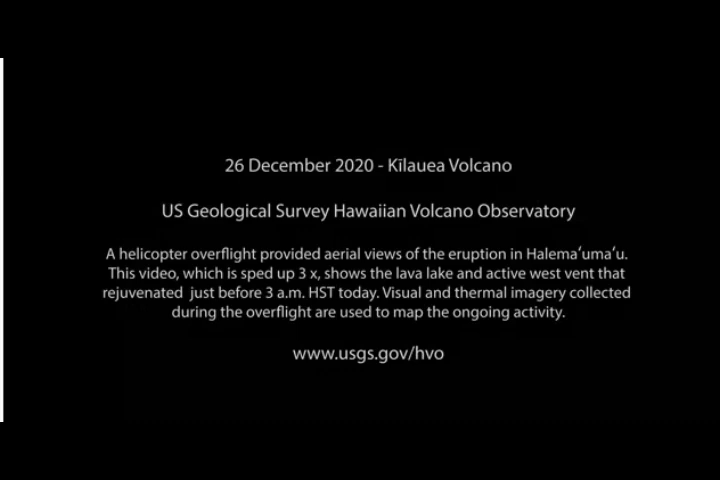 26 December 2020 - Kīlauea Volcano
US Geological Survey Hawaiian Volcano Observatory
A helicopter overflight provided aerial views of the eruption in Halemaʻumaʻu.
This video, which is sped up 3 x, shows the lava lake and active west vent that
rejuvenated  just before 3 a.m. HST today. Visual and thermal imagery collected
during the overflight are used to map the ongoing activity.
www.usgs.gov/hvo